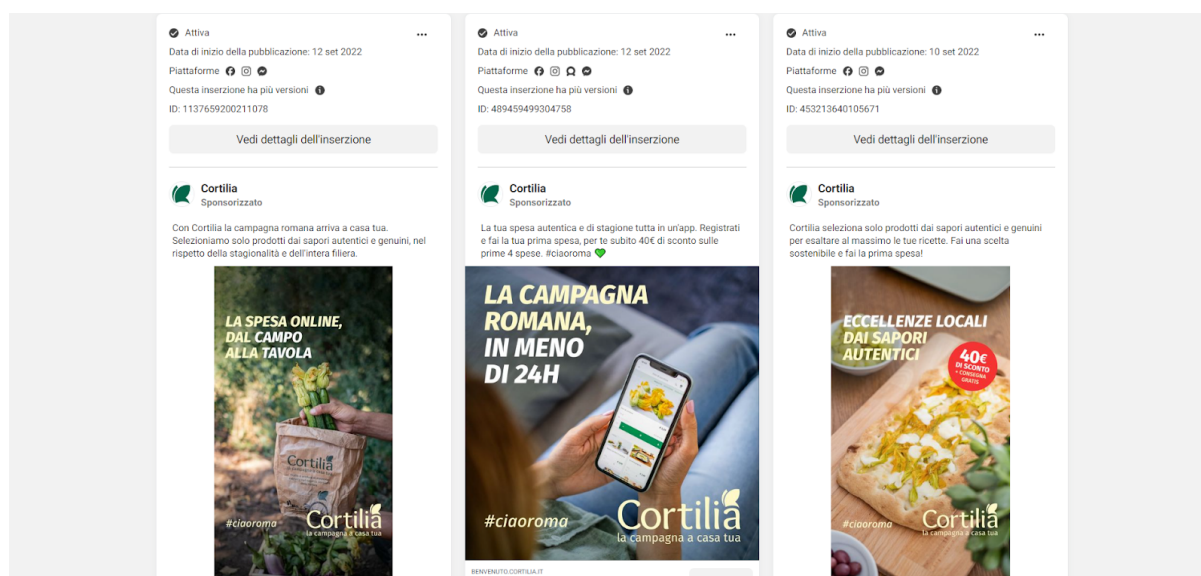 Attiva
Data di inizio della pubblicazione: 12 set 2022
Piattaforme
Questa inserzione ha più versioni
ID: 1137659200211078
Vedi dettagli dell'inserzione
Cortilia
Sponsorizzato
Con Cortilia la campagna romana arriva a casa tua.
Selezioniamo solo prodotti dai sapori autentici e genuini, nel
rispetto della stagionalità e dell'intera filiera.
LA SPESA ONLINE,
DAL CAMPO
ALLA TAVOLA
Cortilia
#ciaoroma
Cortilia
la campagna a casa tua
Attiva
Data di inizio della pubblicazione: 12 set 2022
Piattaforme
Questa inserzione ha più versioni
ID: 489459499304758
Vedi dettagli dell'inserzione
Cortilia
Sponsorizzato
La tua spesa autentica e di stagione tutta in un'app. Registrati
e fai la tua prima spesa, per te subito 40€ di sconto sulle
prime 4 spese. #ciaoroma 💚
LA CAMPAGNA
ROMANA,
IN MENO
DI 24H
#ciaoroma
Cortilia
la campagna a casa tua
BENVENUTO.CORTILIA.IT
Attiva
Data di inizio della pubblicazione: 10 set 2022
Piattaforme
Questa inserzione ha più versioni
ID: 453213640105671
Vedi dettagli dell'inserzione
Cortilia
Sponsorizzato
Cortilia seleziona solo prodotti dai sapori autentici e genuini
per esaltare al massimo le tue ricette. Fai una scelta
sostenibile e fai la prima spesa!
ECCELLENZE LOCALI
DAI SAPORI
AUTENTICI
40€
DI SCONTO
+ CONSEGNA
GRATIS
#ciaoroma
Cortilia
la campagna a casa tua